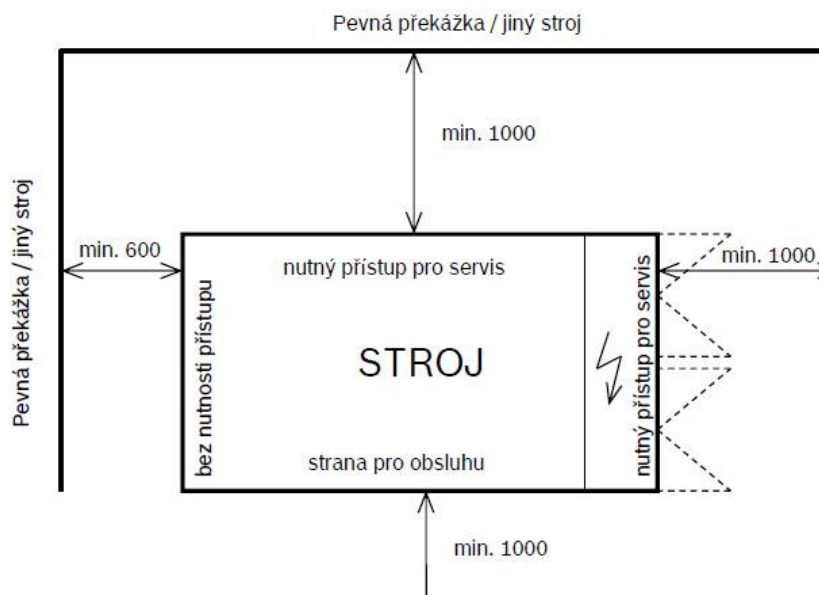 Pevná překážka / jiný stroj
min. 1000
Pevná překážka / jiný stroj
min. 600
nutný přístup pro servis
min. 1000
bez nutnosti přístupu
STROJ
nutný přístup pro servis
strana pro obsluhu
min. 1000